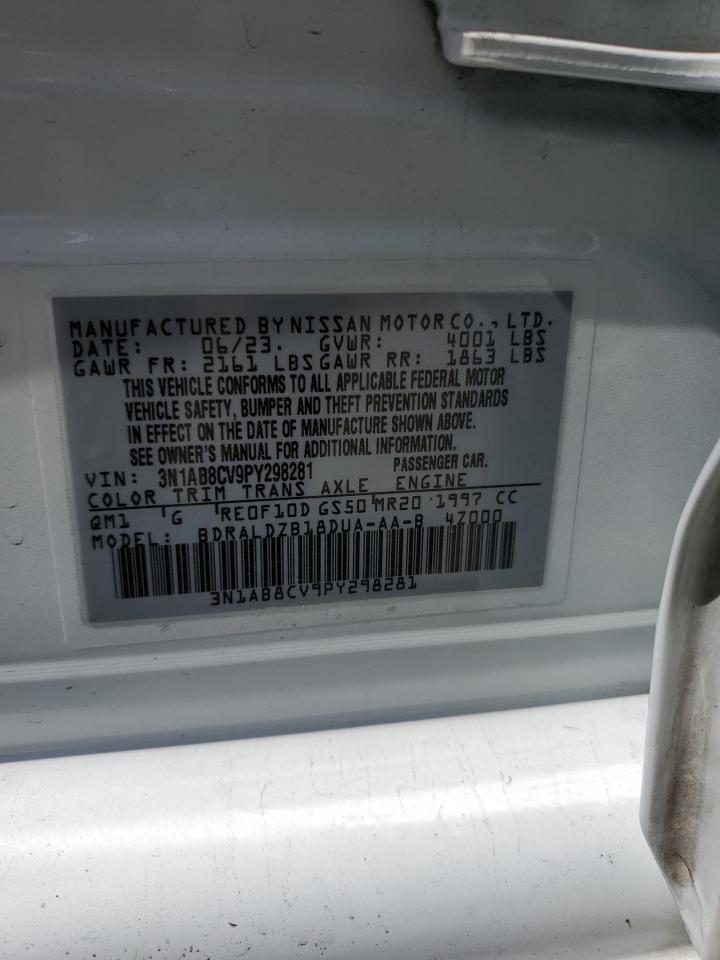 MANUFACTURED BY NISSAN MOTOR CO., LTD.
DATE: 06/23. GVWR: 4001 LBS
GAWR FR: 2161 LBS GAWR RR: 1863 LBS
THIS VEHICLE CONFORMS TO ALL APPLICABLE FEDERAL MOTOR
VEHICLE SAFETY, BUMPER AND THEFT PREVENTION STANDARDS
IN EFFECT ON THE DATE OF MANUFACTURE SHOWN ABOVE.
SEE OWNER'S MANUAL FOR ADDITIONAL INFORMATION.
VIN: 3N1AB8CV9PY298281 PASSENGER CAR.
COLOR TRIM TRANS AXLE ENGINE
QM1 G RE0F10D GS50 MR20 1997 CC
MODEL: BDRALDZB18DUA-AA-B 4Z000
3N1AB8CV9PY298281